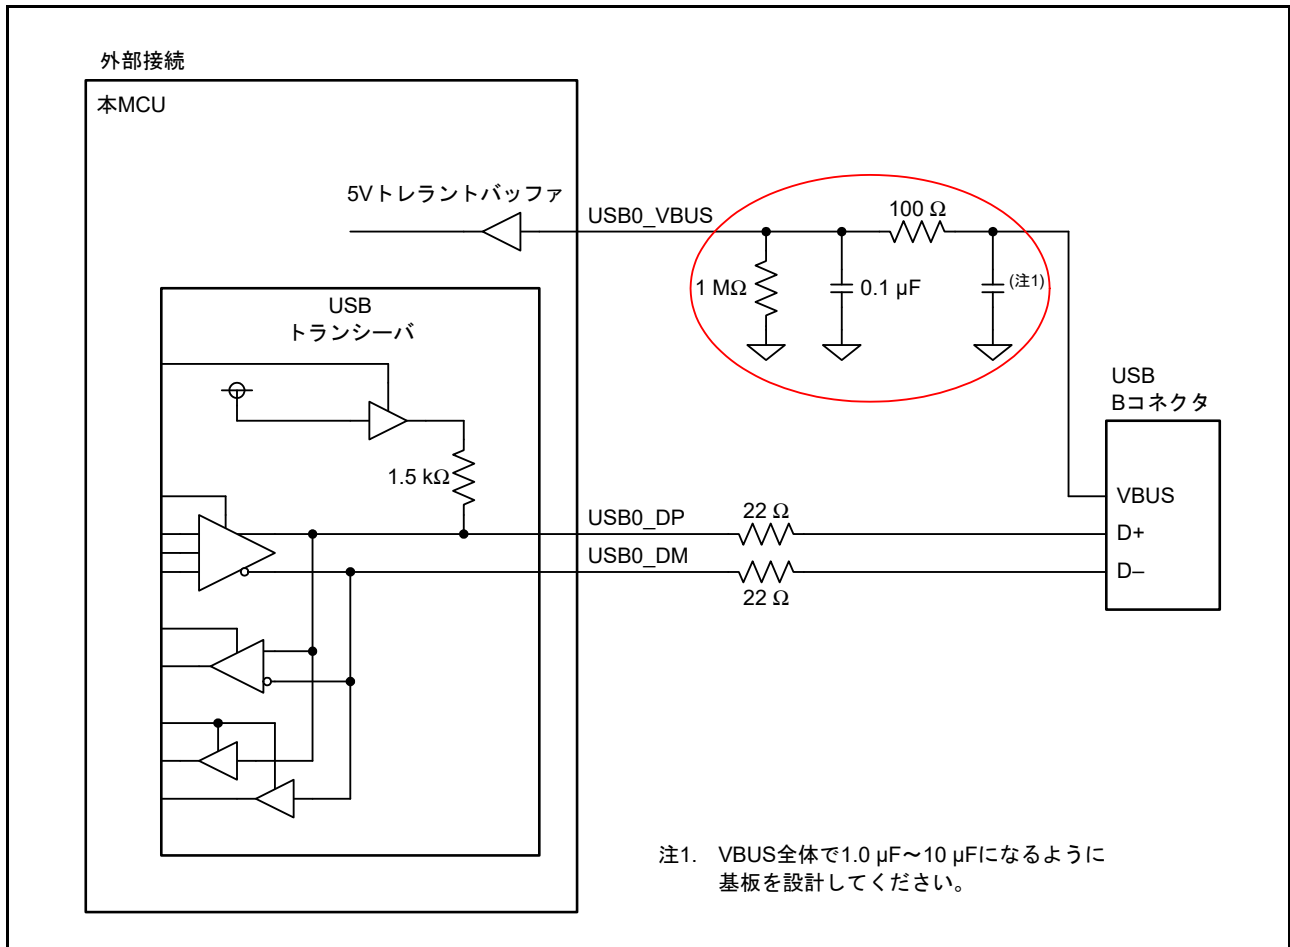 外部接続
本MCU
5Vトレラントバッファ
USB0_VBUS
100 Ω
1 MΩ
0.1 µF
(注1)
USB
トランシーバ
1.5 kΩ
USB
Bコネクタ
VBUS
D+
D–
USB0_DP
22 Ω
USB0_DM
22 Ω
注1. VBUS全体で1.0 µF～10 µFになるように
基板を設計してください。